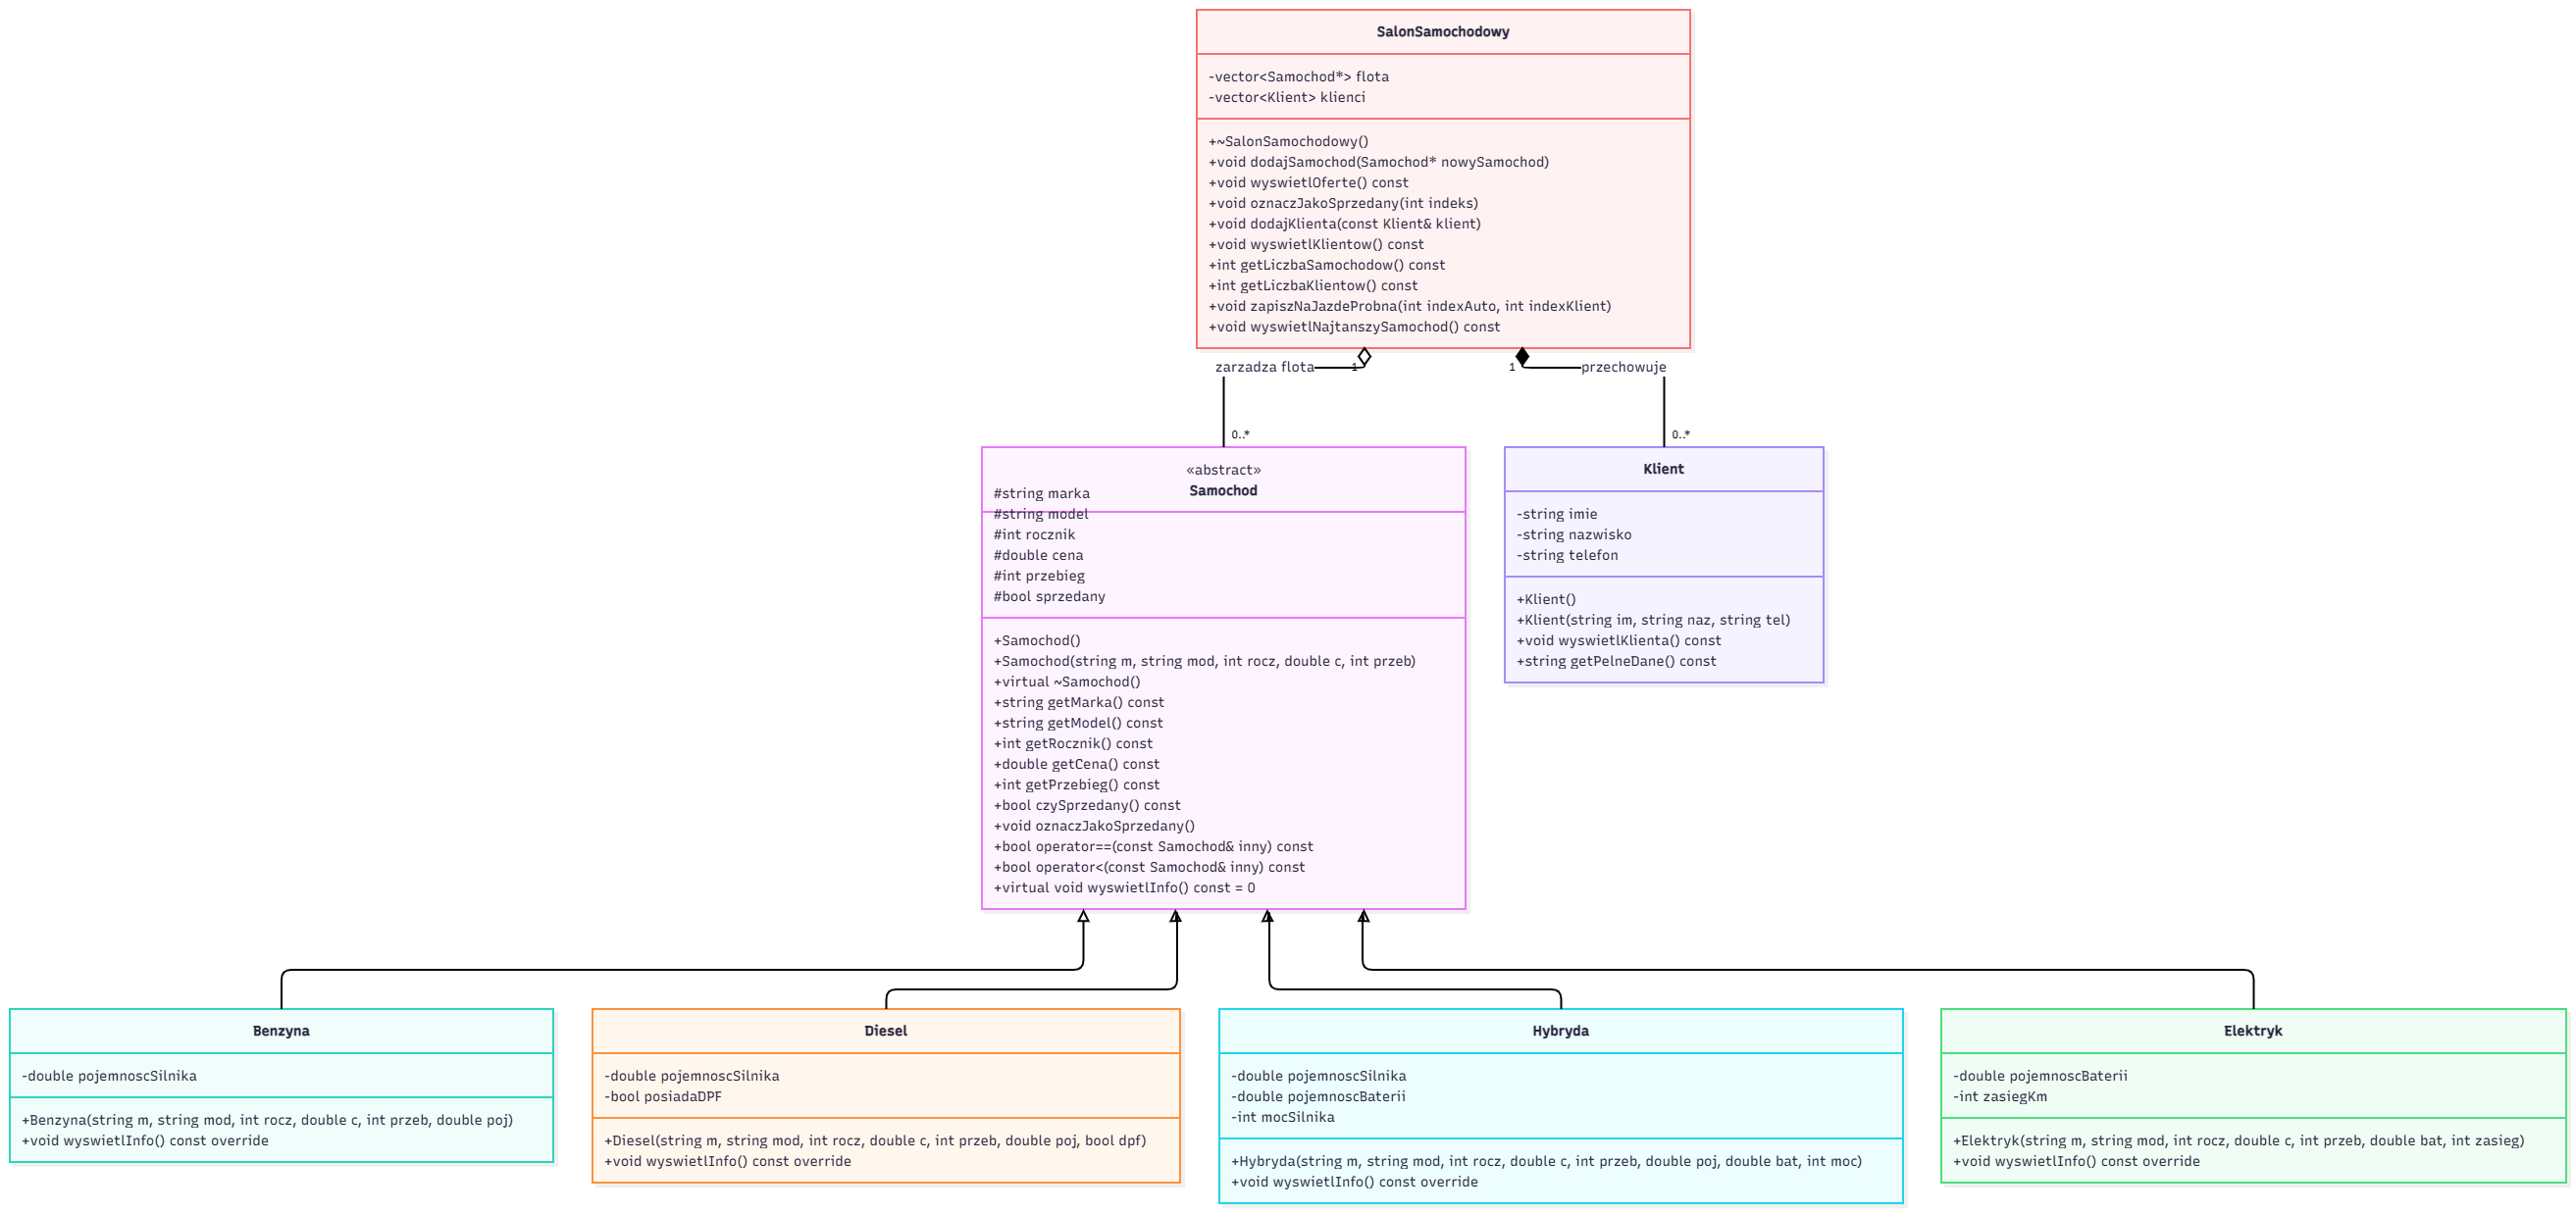 SalonSamochodowy
-vector<Samochod*> flota
-vector<Klient> klienci
+~SalonSamochodowy()
+void dodajSamochod(Samochod* nowySamochod)
+void wyswietlOferte() const
+void oznaczJakoSprzedany(int indeks)
+void dodajKlienta(const Klient& klient)
+void wyswietlKlientow() const
+int getLiczbaSamochodow() const
+int getLiczbaKlientow() const
+void zapiszNaJazdeProbna(int indexAuto, int indexKlient)
+void wyswietlNajtanszySamochod() const
zarzadza flota
1
1
przechowuje
0..*
0..*
«abstract»
Samochod
#string marka
#string model
#int rocznik
#double cena
#int przebieg
#bool sprzedany
+Samochod()
+Samochod(string m, string mod, int rocz, double c, int przeb)
+virtual ~Samochod()
+string getMarka() const
+string getModel() const
+int getRocznik() const
+double getCena() const
+int getPrzebieg() const
+bool czySprzedany() const
+void oznaczJakoSprzedany()
+bool operator==(const Samochod& inny) const
+bool operator<(const Samochod& inny) const
+virtual void wyswietlInfo() const = 0
Klient
-string imie
-string nazwisko
-string telefon
+Klient()
+Klient(string im, string naz, string tel)
+void wyswietlKlienta() const
+string getPelneDane() const
Benzyna
-double pojemnoscSilnika
+Benzyna(string m, string mod, int rocz, double c, int przeb, double poj)
+void wyswietlInfo() const override
Diesel
-double pojemnoscSilnika
-bool posiadaDPF
+Diesel(string m, string mod, int rocz, double c, int przeb, double poj, bool dpf)
+void wyswietlInfo() const override
Hybryda
-double pojemnoscSilnika
-double pojemnoscBaterii
-int mocSilnika
+Hybryda(string m, string mod, int rocz, double c, int przeb, double poj, double bat, int moc)
+void wyswietlInfo() const override
Elektryk
-double pojemnoscBaterii
-int zasiegKm
+Elektryk(string m, string mod, int rocz, double c, int przeb, double bat, int zasieg)
+void wyswietlInfo() const override